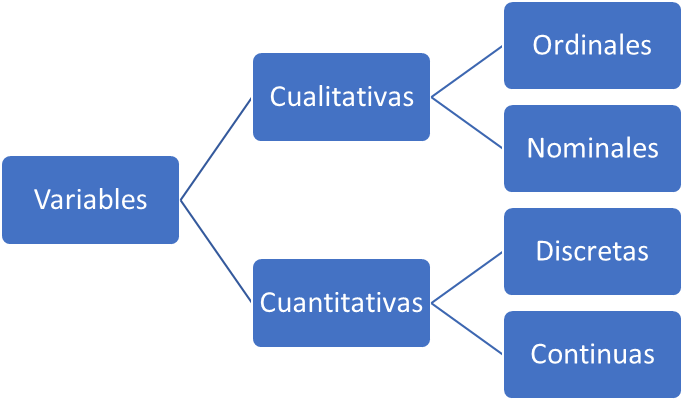 Variables
Cualitativas
Ordinales
Nominales
Cuantitativas
Discretas
Continuas